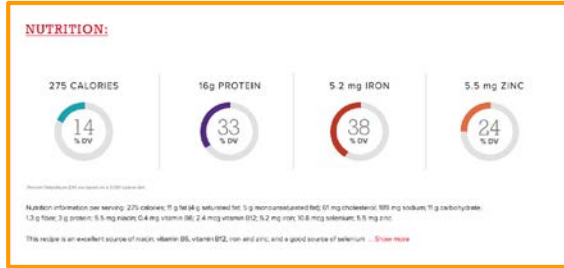 NUTRITION:
275 CALORIES
14
% DV
16g PROTEIN
33
% DV
5.2 mg IRON
38
% DV
5.5 mg ZINC
24
% DV
Nutrition information per serving: 275 calories; 11 g fat (4 g saturated fat; 5 g monounsaturated fat); 61 mg cholesterol; mg sodium; 11 g carbohydrate;
1.3 g fiber; 3 g protein; 5.5 mg niacin; 0.4 mg vitamin B6; 2.4 mcg vitamin B12; 5.2 mg iron; 10.8 mcg selenium; 5.5 mg zinc.
This recipe is an excellent source of niacin, vitamin B6, vitamin B12, iron and zinc; and a good source of selenium ... Show more